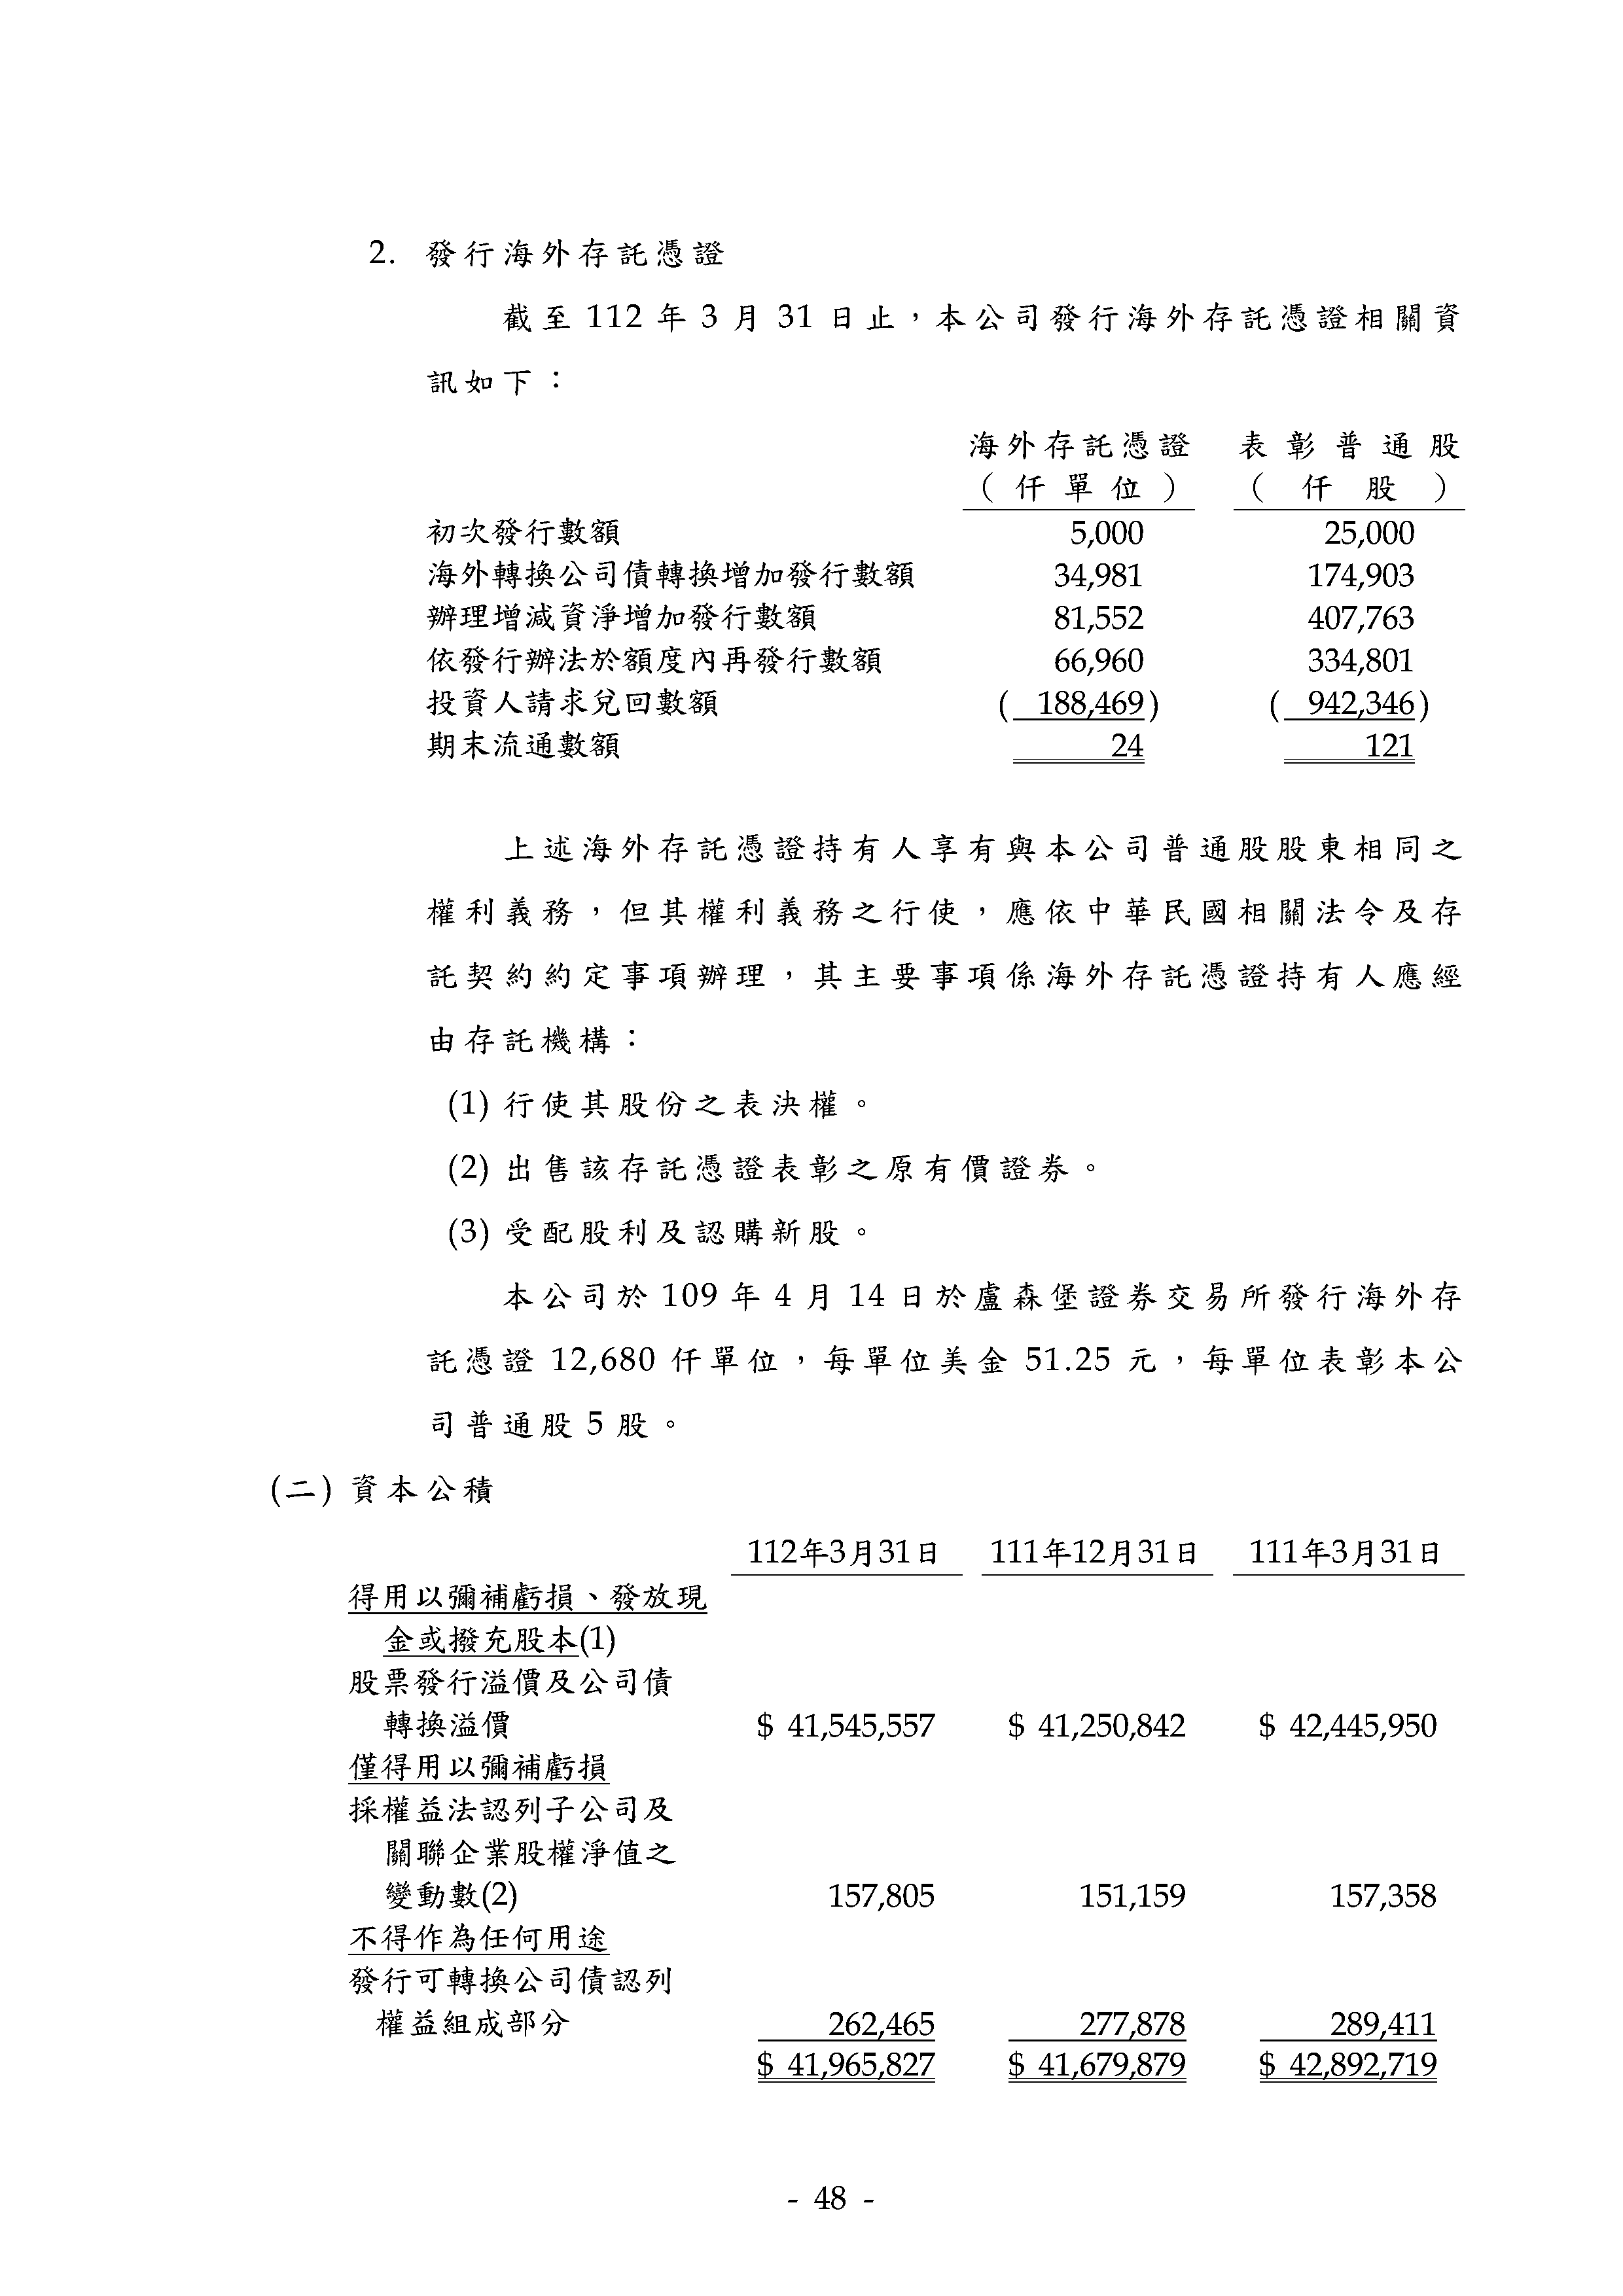 2. 發行海外存託憑證
截至 112 年 3 月 31 日止，本公司發行海外存託憑證相關資
訊如下：
海外存託憑證 表彰普通股
（仟單位） （仟股）
初次發行數額 5,000 25,000
海外轉換公司債轉換增加發行數額 34,981 174,903
辦理增減資淨增加發行數額 81,552 407,763
依發行辦法於額度內再發行數額 66,960 334,801
投資人請求兌回數額 ( 188,469) ( 942,346)
期末流通數額 24 121
上述海外存託憑證持有人享有與本公司普通股股東相同之
權利義務，但其權利義務之行使，應依中華民國相關法令及存
託契約約定事項辦理，其主要事項係海外存託憑證持有人應經
由存託機構：
(1) 行使其股份之表決權。
(2) 出售該存託憑證表彰之原有價證券。
(3) 受配股利及認購新股。
本公司於 109 年 4 月 14 日於盧森堡證券交易所發行海外存
託憑證 12,680 仟單位，每單位美金 51.25 元，每單位表彰本公
司普通股 5 股。
(二) 資本公積
112年3月31日 111年12月31日 111年3月31日
得用以彌補虧損、發放現
金或撥充股本(1)
股票發行溢價及公司債
轉換溢價 $ 41,545,557 $ 41,250,842 $ 42,445,950
僅得用以彌補虧損
採權益法認列子公司及
關聯企業股權淨值之
變動數(2) 157,805 151,159 157,358
不得作為任何用途
發行可轉換公司債認列
權益組成部分 262,465 277,878 289,411
$ 41,965,827 $ 41,679,879 $ 42,892,719
- 48 -